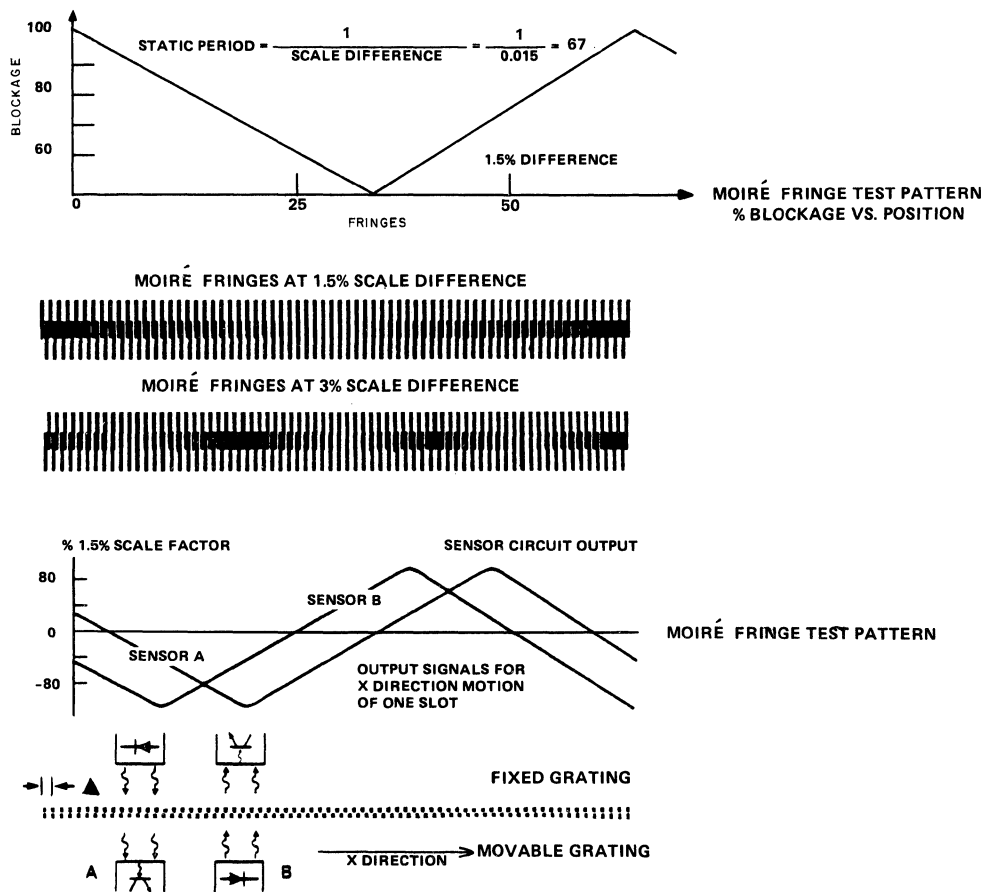 100
80
60
BLOCKAGE
STATIC PERIOD = 1 / SCALE DIFFERENCE = 1 / 0.015 = 67
1.5% DIFFERENCE
0
25
50
FRINGES
MOIRÉ FRINGE TEST PATTERN
% BLOCKAGE VS. POSITION
MOIRÉ FRINGES AT 1.5% SCALE DIFFERENCE
MOIRÉ FRINGES AT 3% SCALE DIFFERENCE
% 1.5% SCALE FACTOR
SENSOR CIRCUIT OUTPUT
80
0
-80
SENSOR B
SENSOR A
MOIRÉ FRINGE TEST PATTERN
OUTPUT SIGNALS FOR
X DIRECTION MOTION
OF ONE SLOT
FIXED GRATING
A
B
X DIRECTION
MOVABLE GRATING